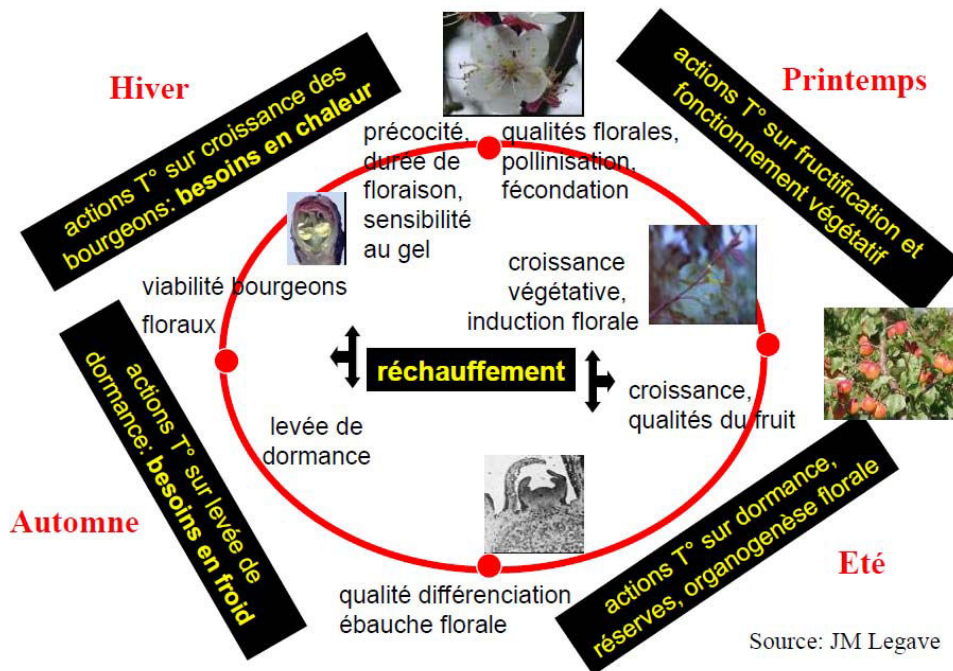 Hiver
actions T° sur croissance des
bourgeons: besoins en chaleur
Printemps
actions T° sur fructification et
fonctionnement végétatif
précocité,
durée de
floraison,
sensibilité
au gel
qualités florales,
pollinisation,
fécondation
viabilité bourgeons
floraux
croissance
végétative,
induction florale
réchauffement
levée de
dormance
croissance,
qualités du fruit
Automne
actions T° sur levée de
dormance: besoins en froid
qualité différenciation
ébauche florale
actions T° sur dormance,
réserves, organogenèse florale
Eté
Source: JM Legave